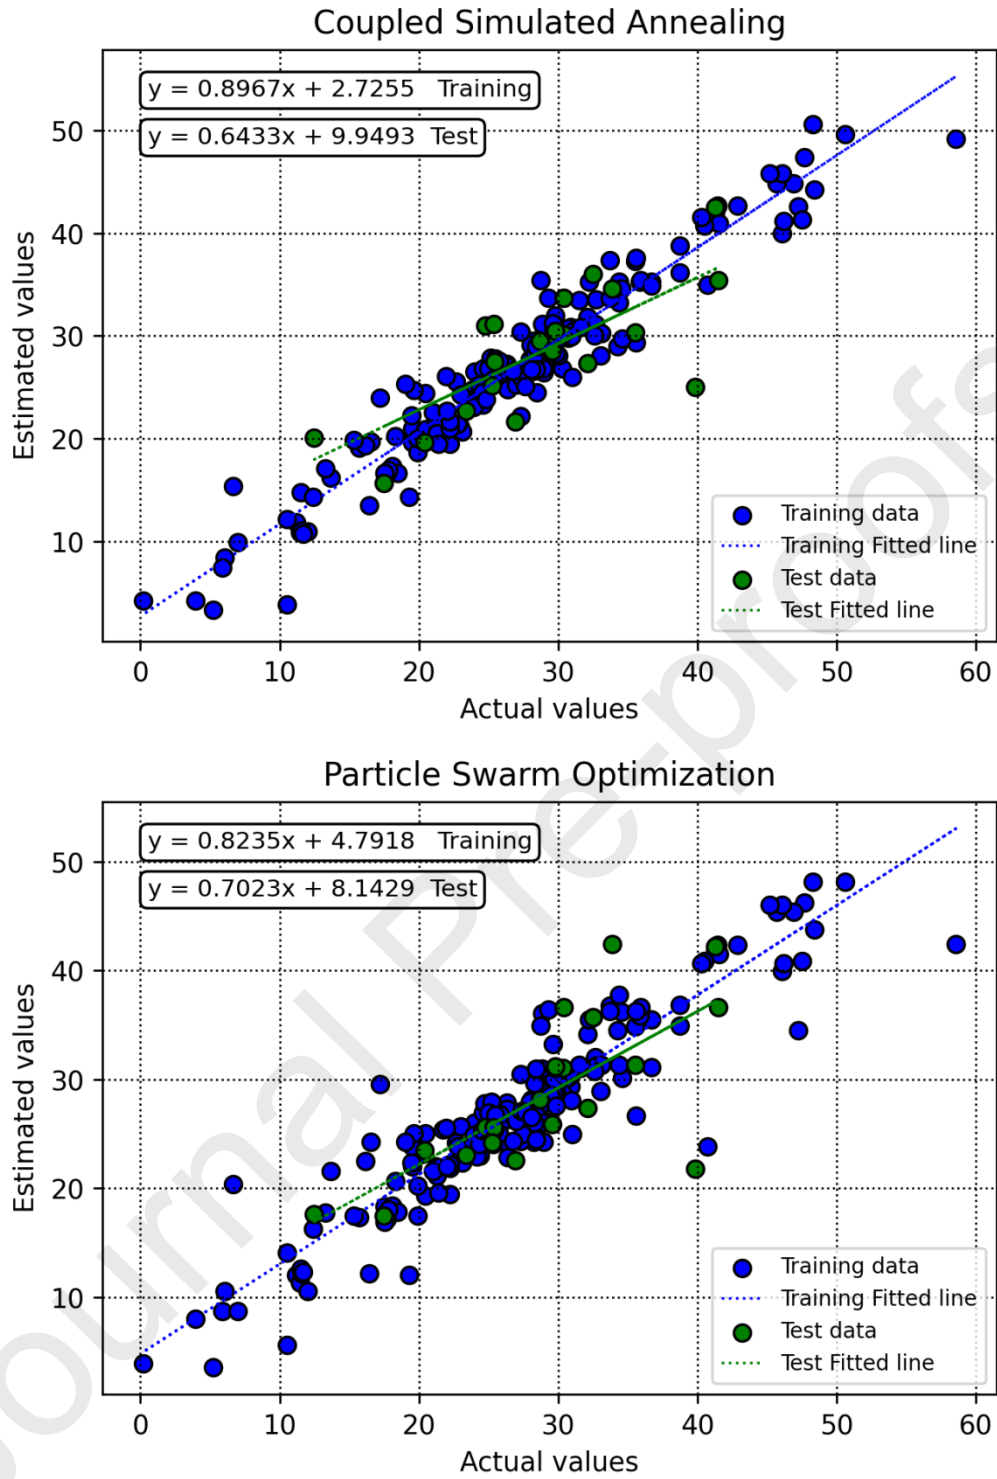 Coupled Simulated Annealing
y = 0.8967x + 2.7255 Training
y = 0.6433x + 9.9493 Test
50
40
30
20
10
Estimated values
Training data
Training Fitted line
Test data
Test Fitted line
0 10 20 30 40 50 60
Actual values
Particle Swarm Optimization
y = 0.8235x + 4.7918 Training
y = 0.7023x + 8.1429 Test
50
40
30
20
10
Estimated values
Training data
Training Fitted line
Test data
Test Fitted line
0 10 20 30 40 50 60
Actual values
Journal Pre-proofs